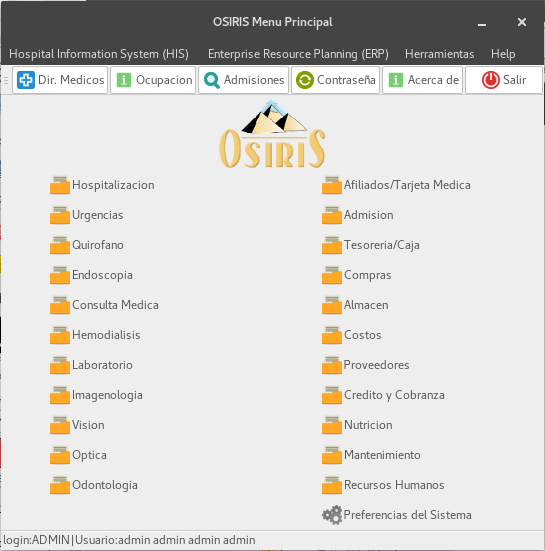 OSIRIS Menu Principal
Hospital Information System (HIS) Enterprise Resource Planning (ERP) Herramientas Help
Dir. Medicos Ocupacion Admisiones Contraseña Acerca de Salir
OSIRIS
Hospitalizacion
Urgencias
Quirofano
Endoscopia
Consulta Medica
Hemodialisis
Laboratorio
Imagenologia
Vision
Optica
Odontologia
Afiliados/Tarjeta Medica
Admision
Tesoreria/Caja
Compras
Almacen
Costos
Proveedores
Credito y Cobranza
Nutricion
Mantenimiento
Recursos Humanos
Preferencias del Sistema
login:ADMIN|Usuario:admin admin admin admin